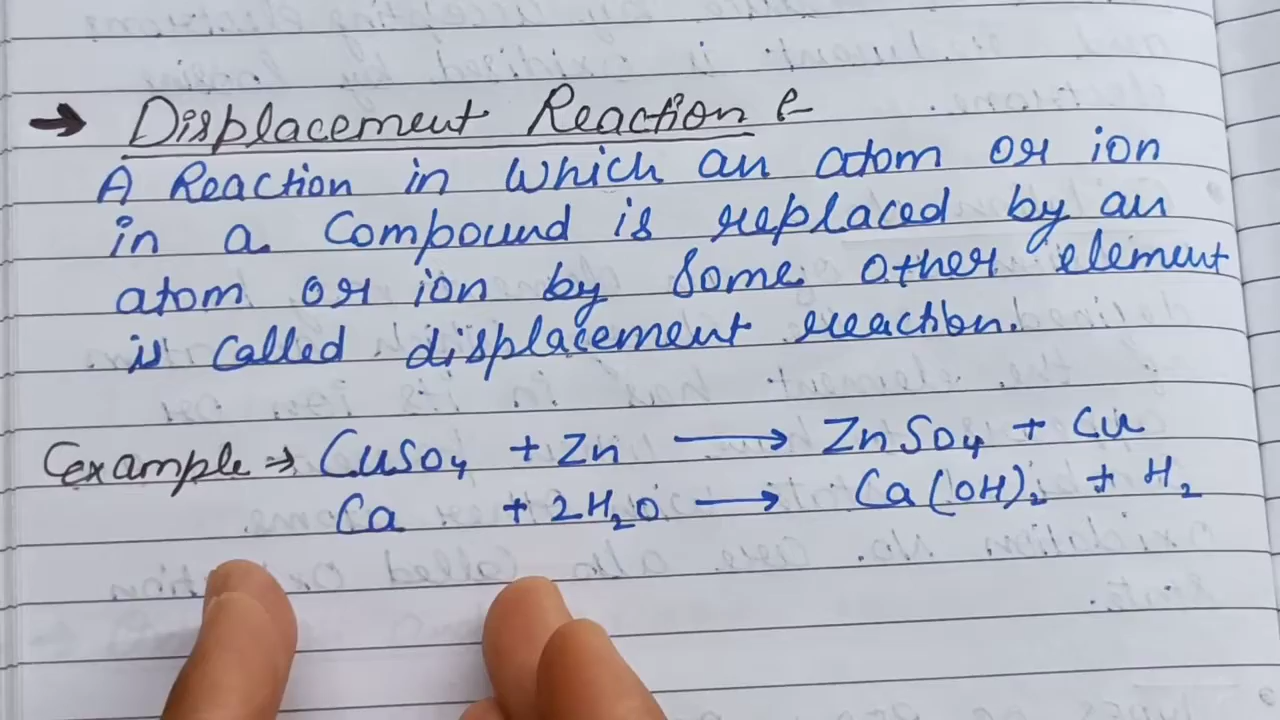 → Displacement Reaction :-
A Reaction in which an atom or ion
in a compound is replaced by an
atom or ion by some other element
is called displacement reaction.
Example ⇒ CuSO₄ + Zn ⟶ ZnSO₄ + Cu
Ca + 2H₂O ⟶ Ca(OH)₂ + H₂